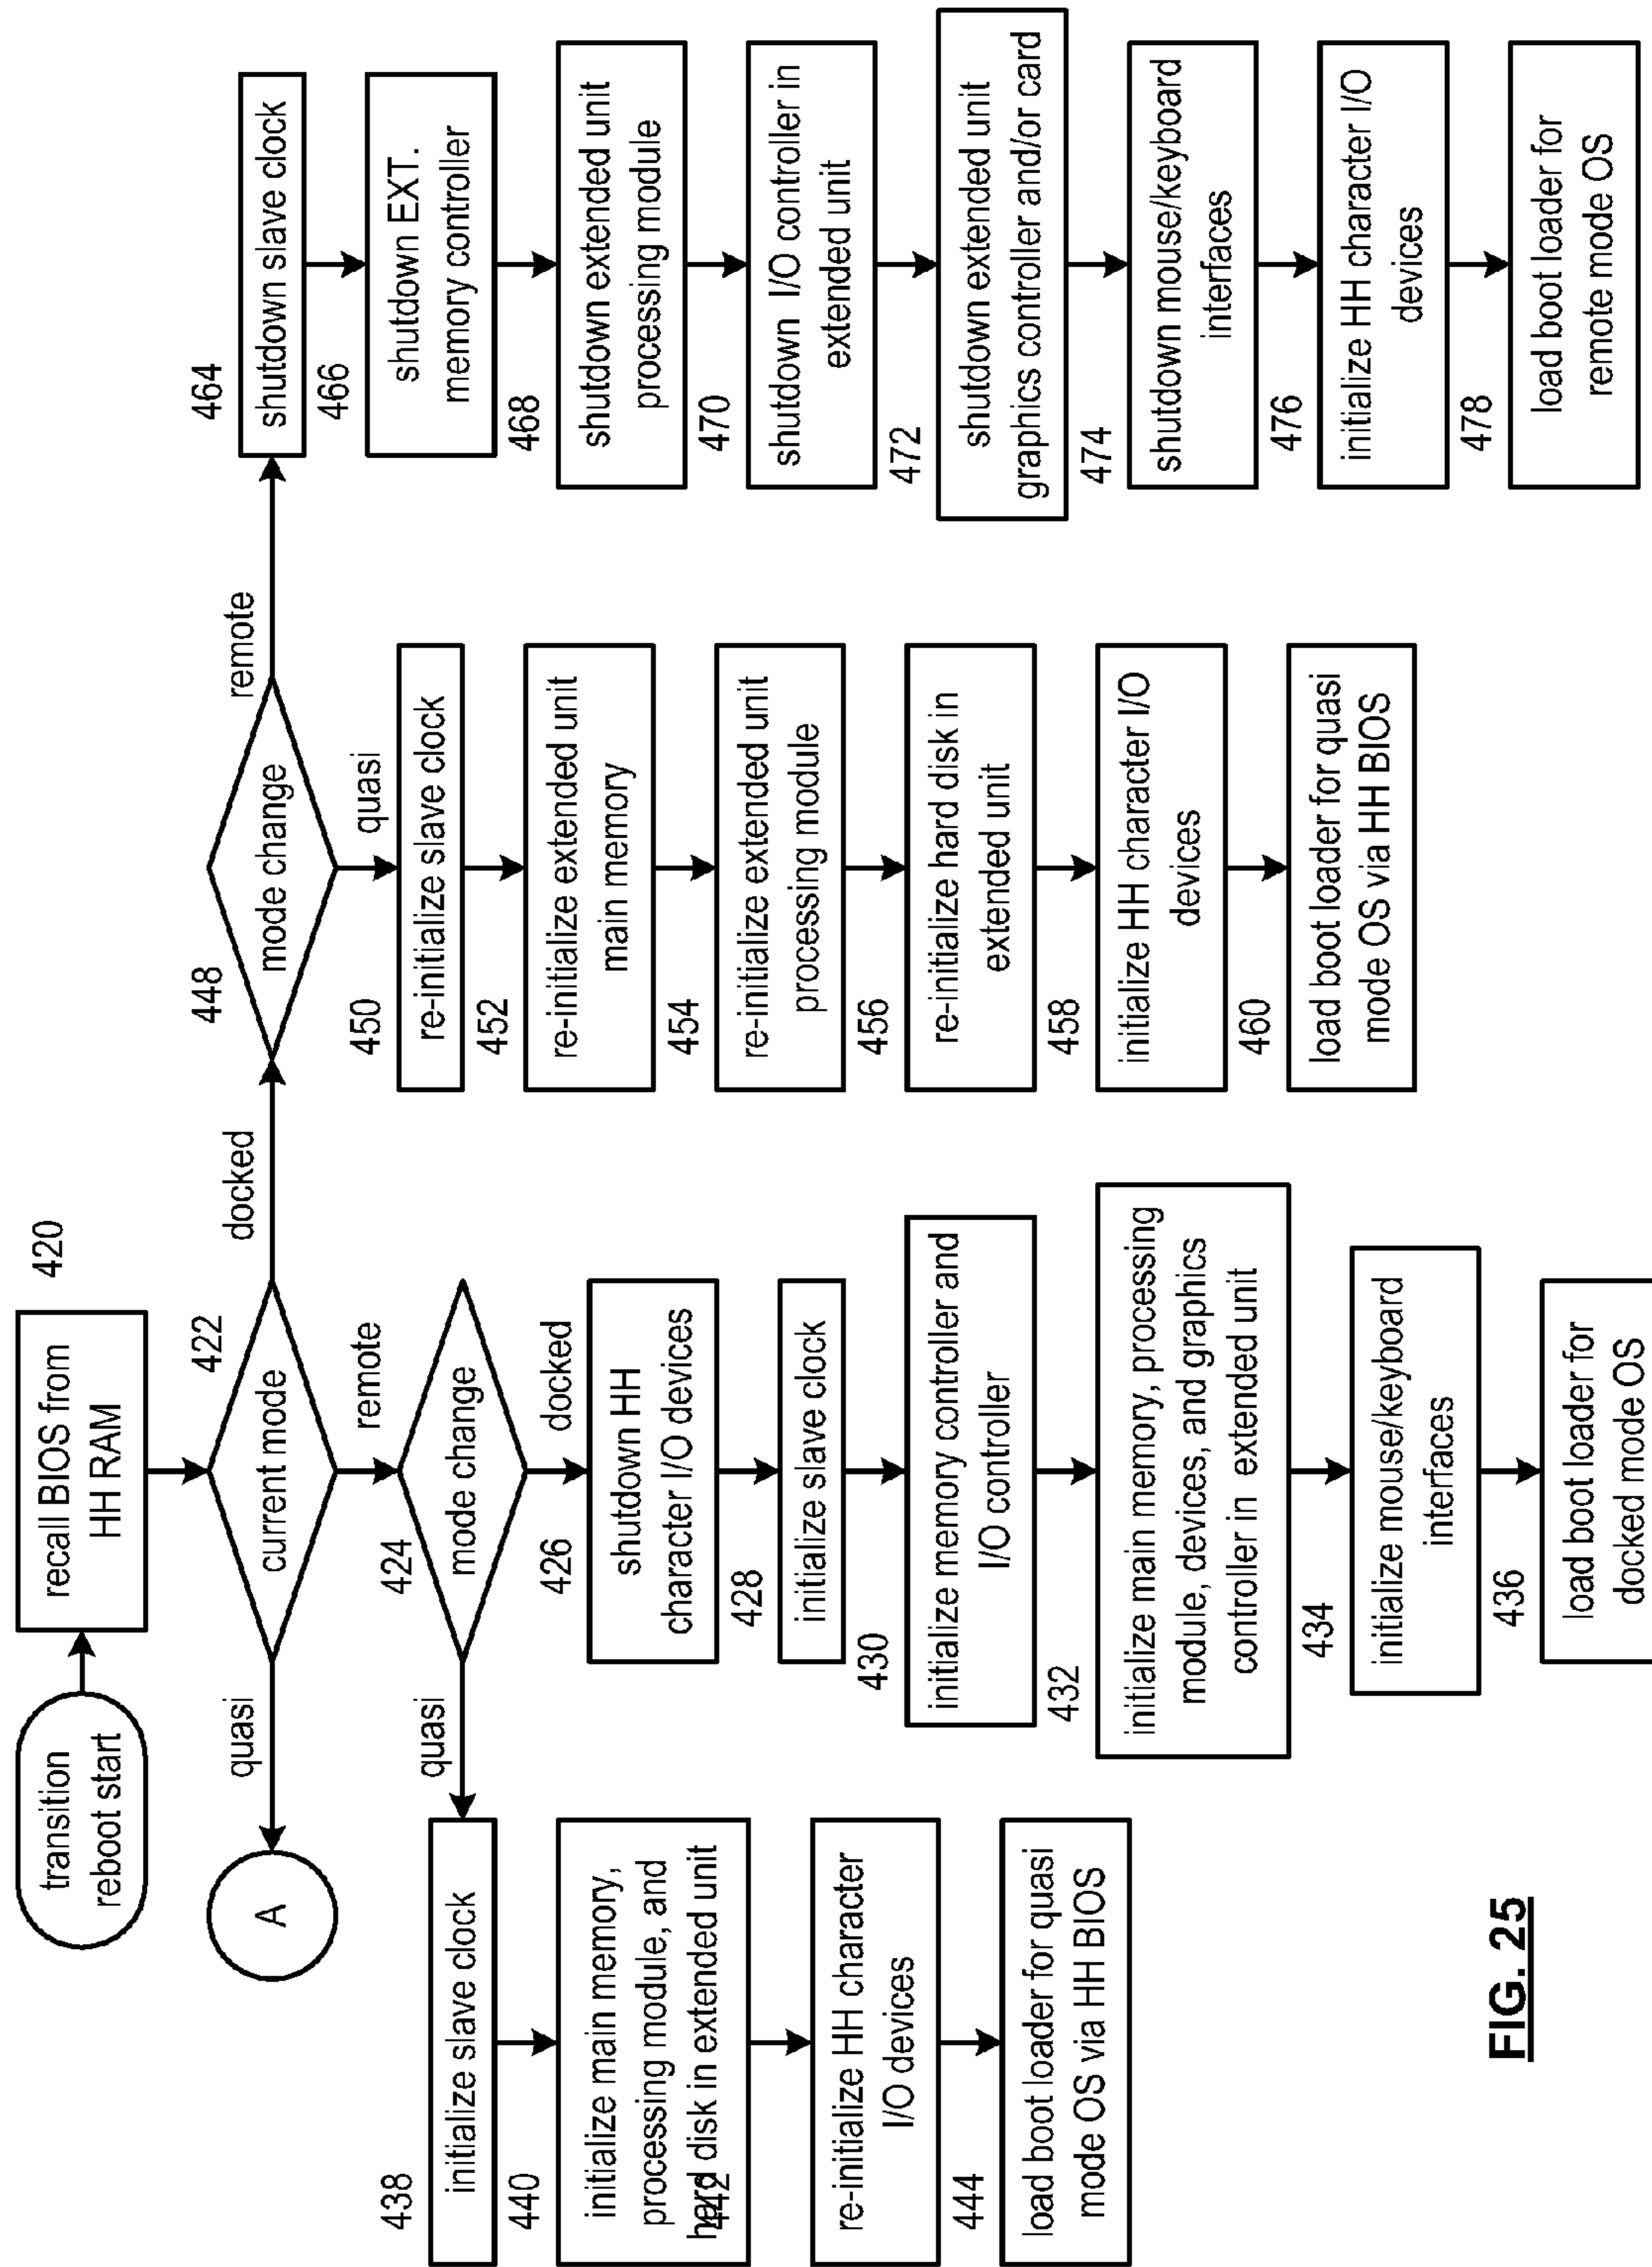 transition
reboot start
recall BIOS from
HH RAM
420
A
quasi
current mode
422
docked
448
mode change
remote
464
shutdown slave clock
466
shutdown EXT.
memory controller
468
shutdown extended unit
processing module
470
shutdown I/O controller in
extended unit
472
shutdown extended unit
graphics controller and/or card
474
shutdown mouse/keyboard
interfaces
476
initialize HH character I/O
devices
478
load boot loader for
remote mode OS
quasi
450
re-initialize slave clock
452
re-initialize extended unit
main memory
454
re-initialize extended unit
processing module
456
re-initialize hard disk in
extended unit
458
initialize HH character I/O
devices
460
load boot loader for quasi
mode OS via HH BIOS
remote
424
mode change
docked
426
shutdown HH
character I/O devices
428
initialize slave clock
430
initialize memory controller and
I/O controller
432
initialize main memory, processing
module, devices, and graphics
controller in extended unit
434
initialize mouse/keyboard
interfaces
436
load boot loader for
docked mode OS
quasi
438
initialize slave clock
440
initialize main memory,
processing module, and
hard disk in extended unit
442
re-initialize HH character
I/O devices
444
load boot loader for quasi
mode OS via HH BIOS
FIG. 25